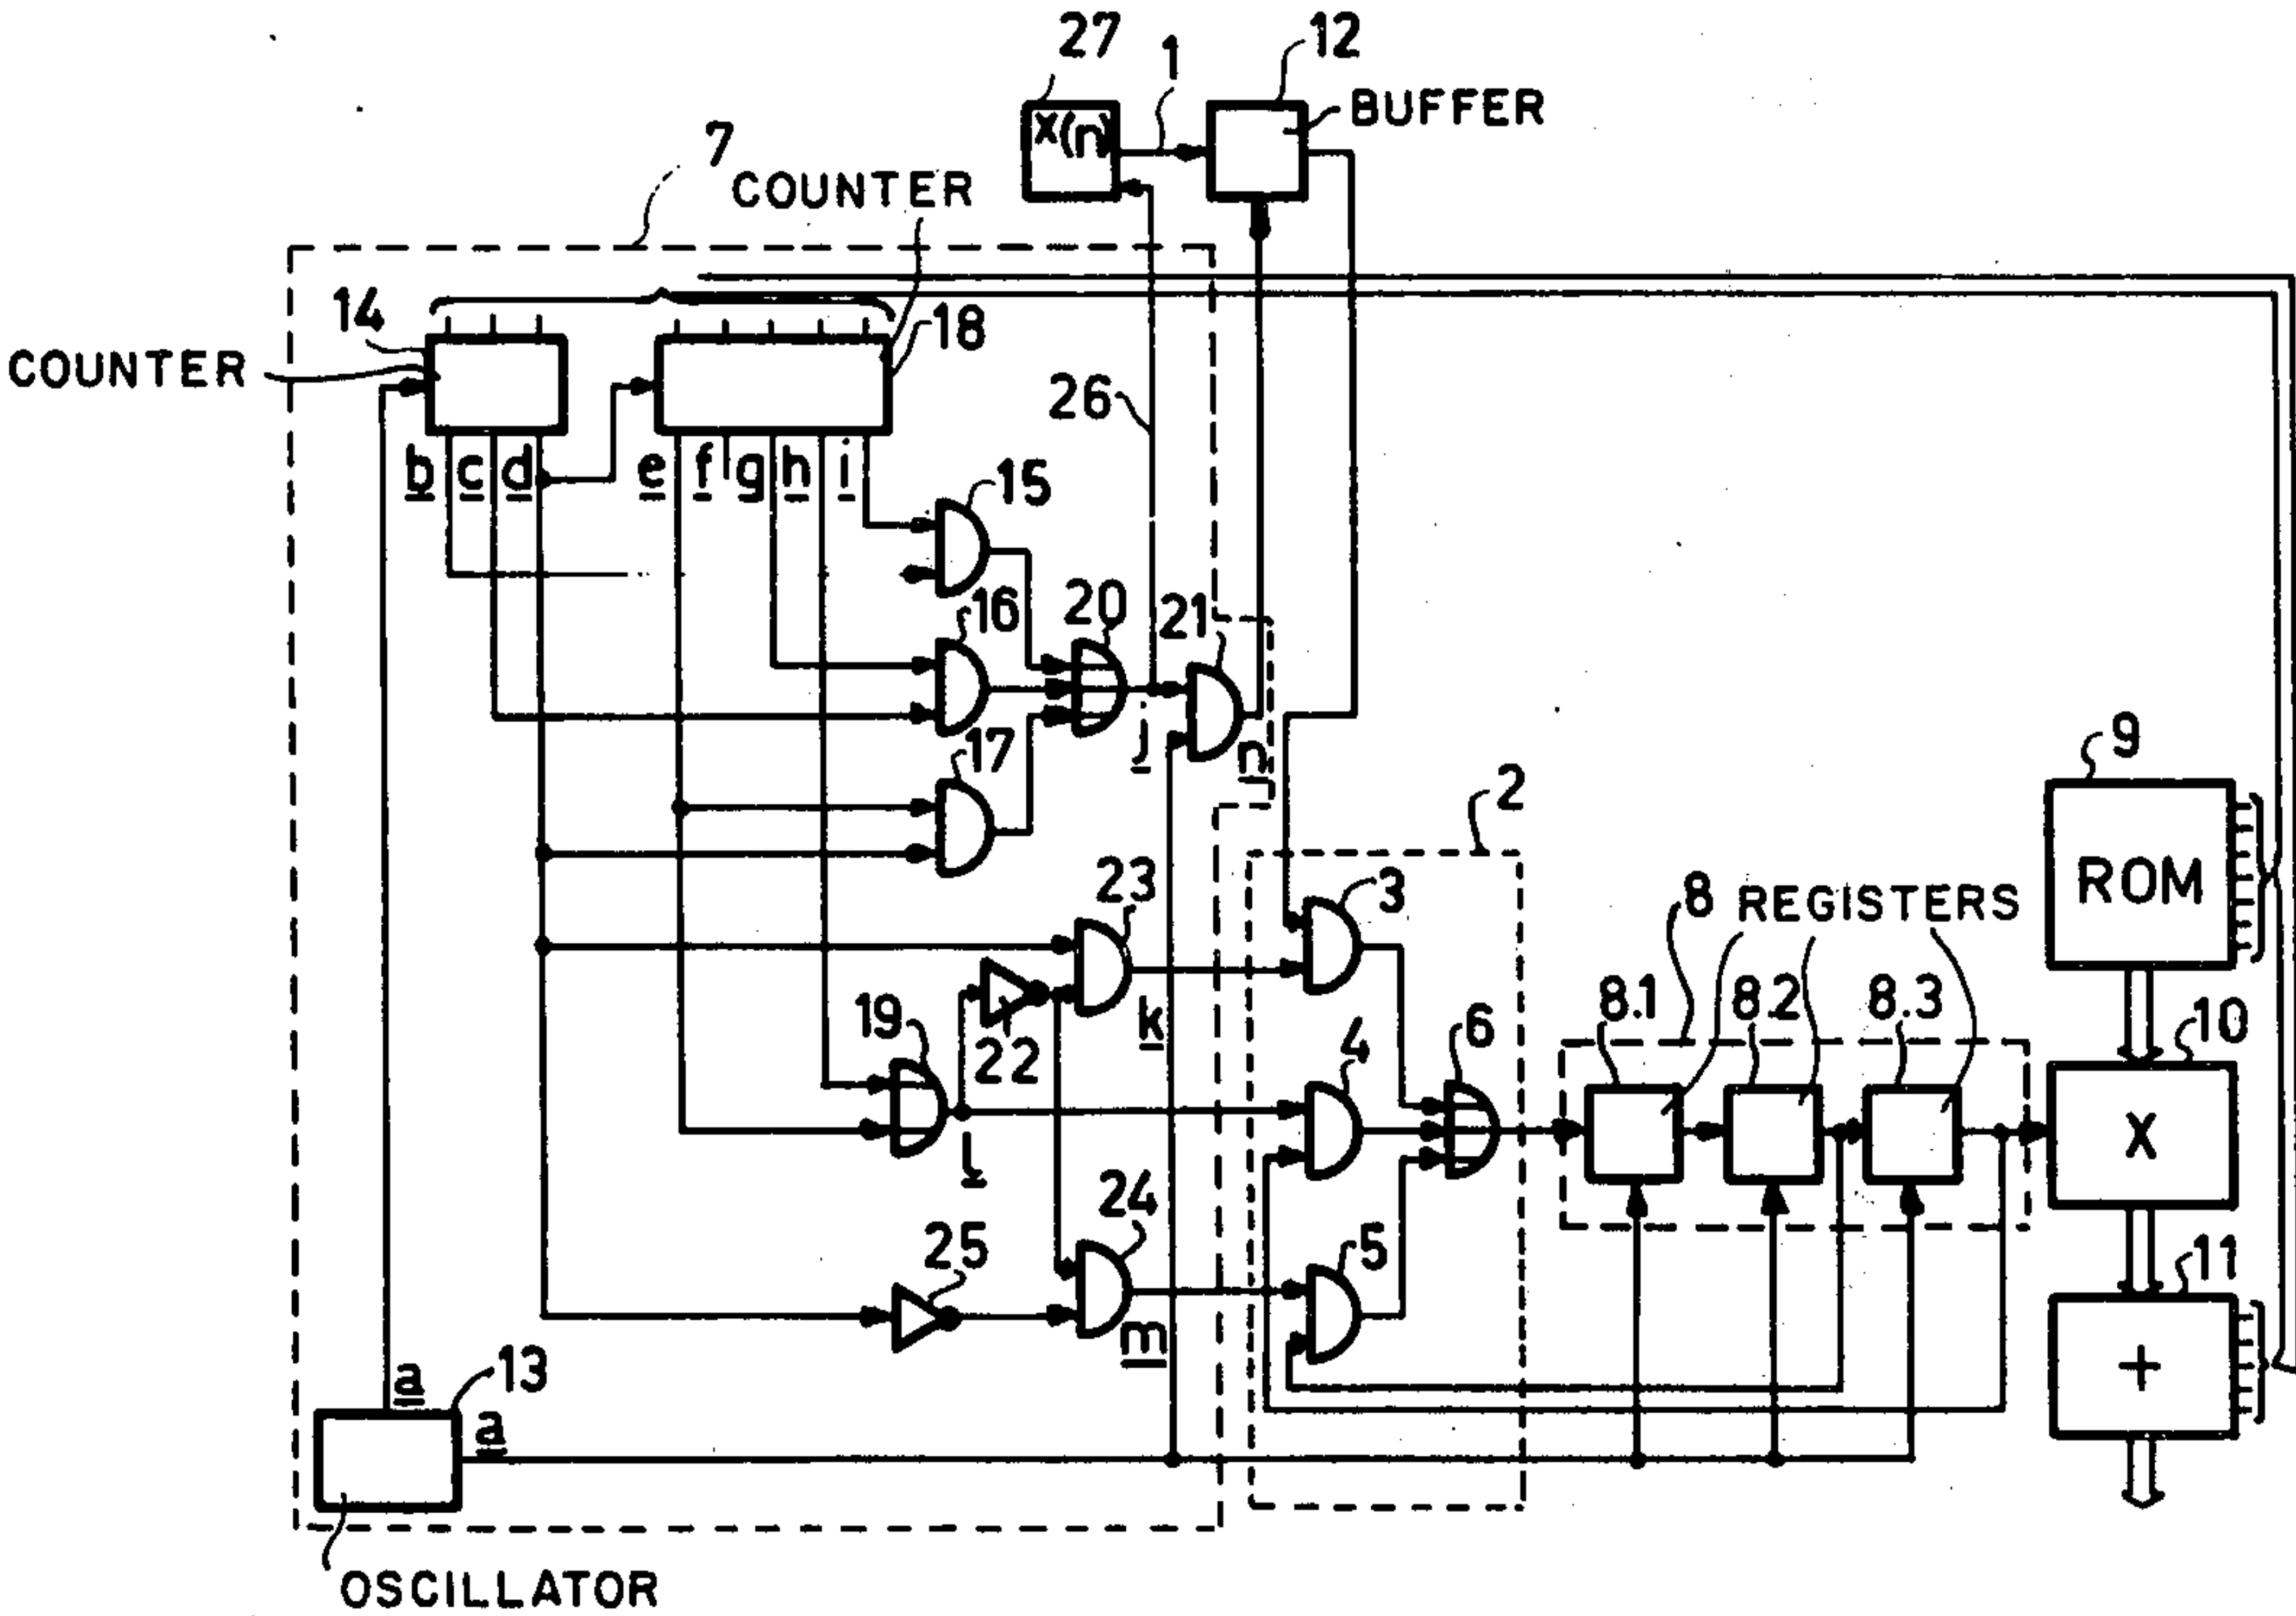 27
1
12
X(n)
BUFFER
7
COUNTER
14
18
COUNTER
26
b c d e f g h i
15
16
20
21
17
j
n
2
9
ROM
23
3
8 REGISTERS
19
22
k
4
6
8.1
8.2
8.3
10
X
l
24
25
5
m
11
+
a
13
a
OSCILLATOR